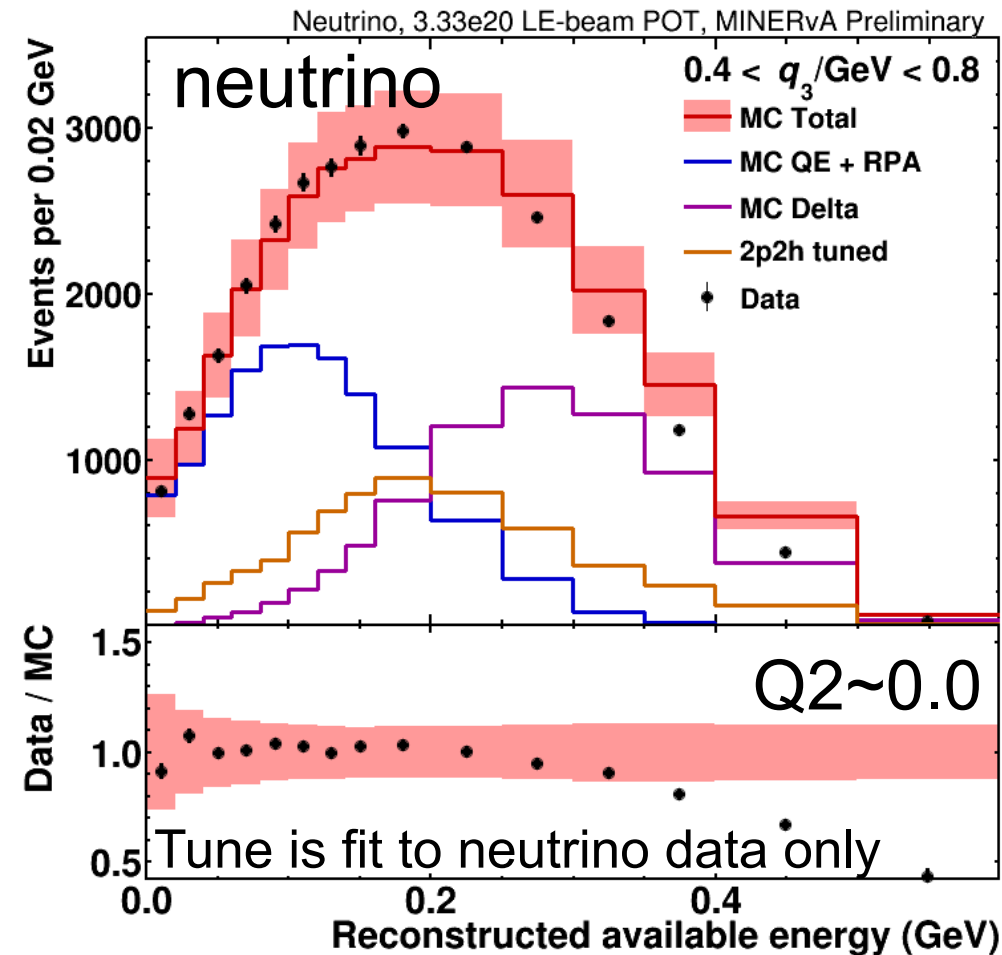 Neutrino, 3.33e20 LE-beam POT, MINERvA Preliminary
neutrino
0.4 < q3/GeV < 0.8
MC Total
MC QE + RPA
MC Delta
2p2h tuned
Data
Events per 0.02 GeV
3000
2000
1000
Data / MC
1.5
1.0
0.5
Q2~0.0
Tune is fit to neutrino data only
0.0 0.2 0.4
Reconstructed available energy (GeV)